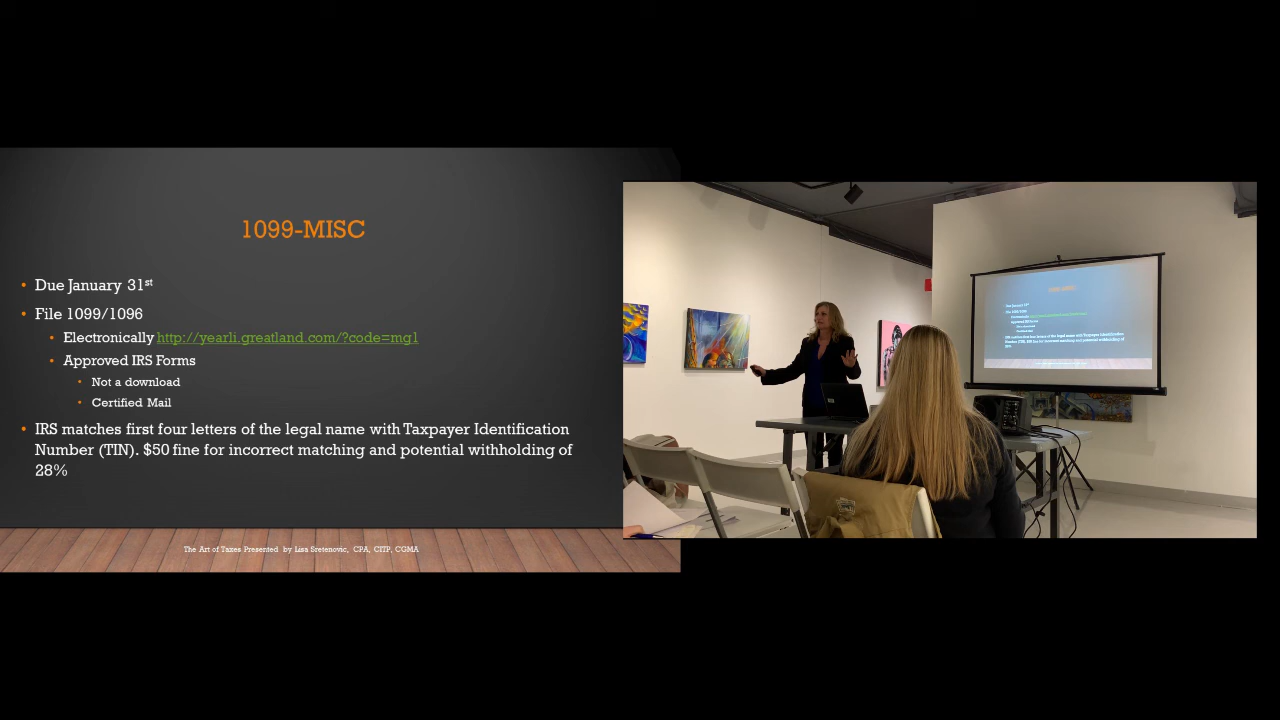 1099-MISC
Due January 31st
File 1099/1096
Electronically http://yearli.greatland.com/?code=mg1
Approved IRS Forms
Not a download
Certified Mail
IRS matches first four letters of the legal name with Taxpayer Identification
Number (TIN). $50 fine for incorrect matching and potential withholding of
28%
The Art of Taxes Presented by Lisa Sretenovic, CPA, CITP, CGMA